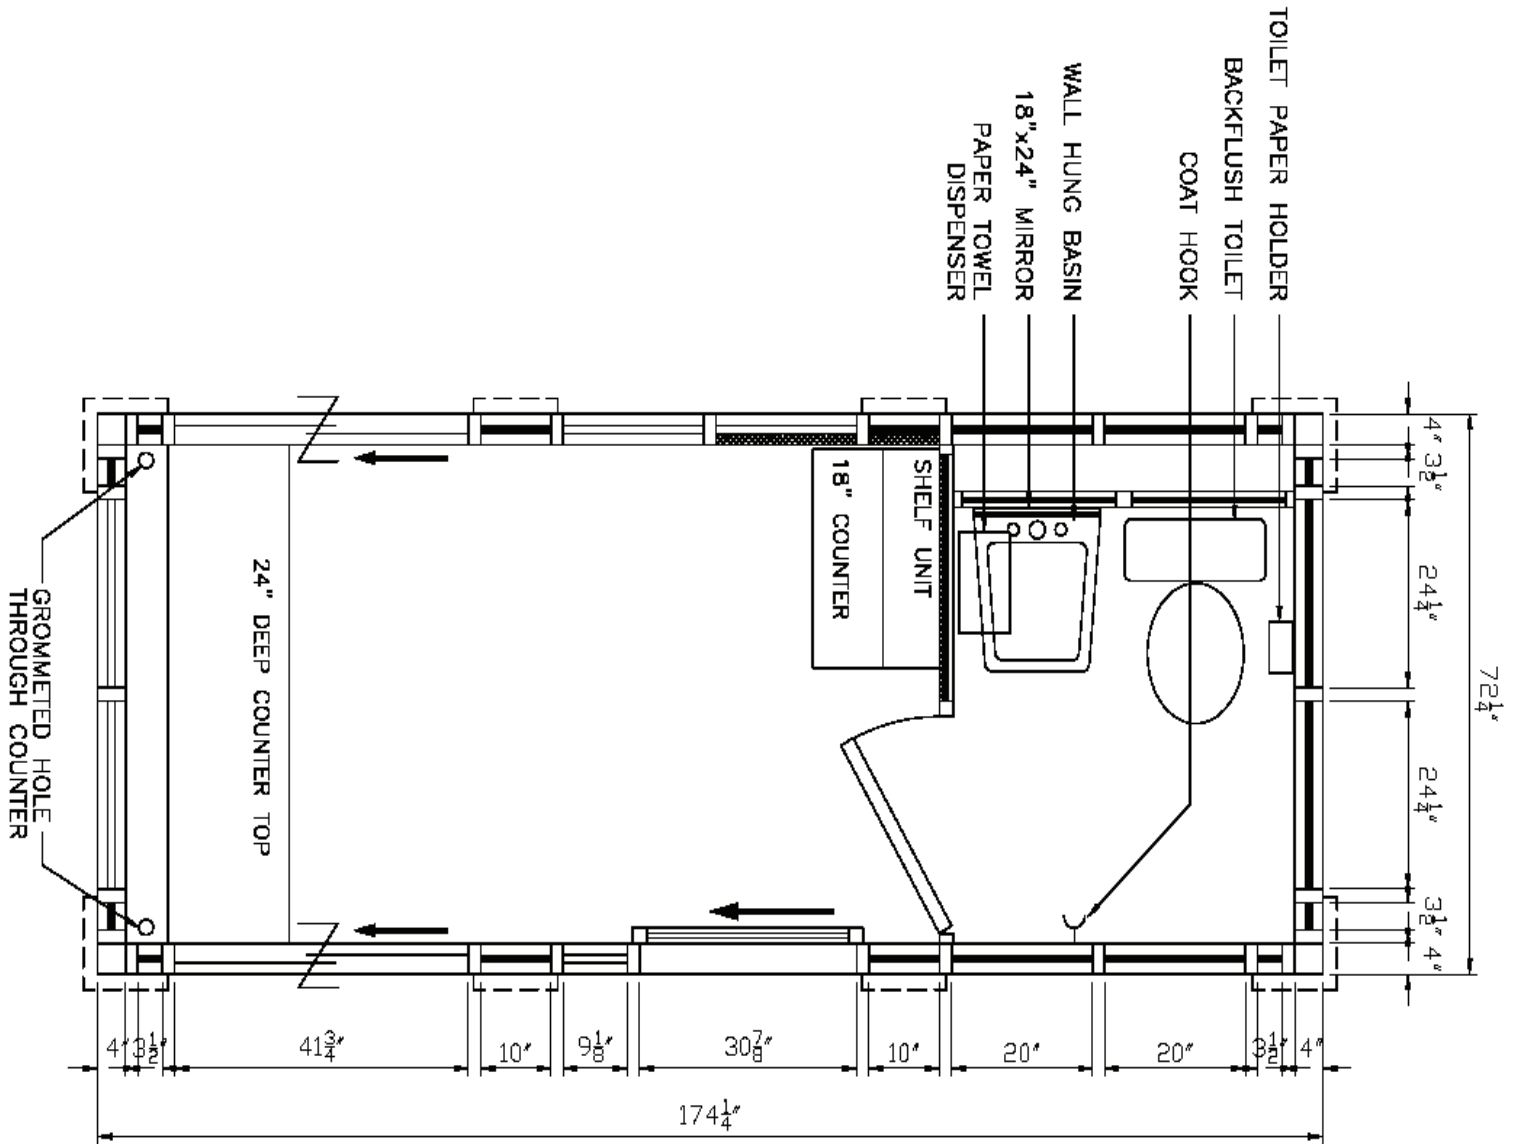 TOILET PAPER HOLDER
BACKFLUSH TOILET
COAT HOOK
WALL HUNG BASIN
18"x24" MIRROR
PAPER TOWEL
DISPENSER
4"
3½"
24¼"
24¼"
3½"
4"
72¼"
SHELF UNIT
18" COUNTER
24" DEEP COUNTER TOP
GROMMETED HOLE
THROUGH COUNTER
4"
3½"
41¾"
10"
9⅛"
30⅞"
10"
20"
20"
3½"
4"
174¼"